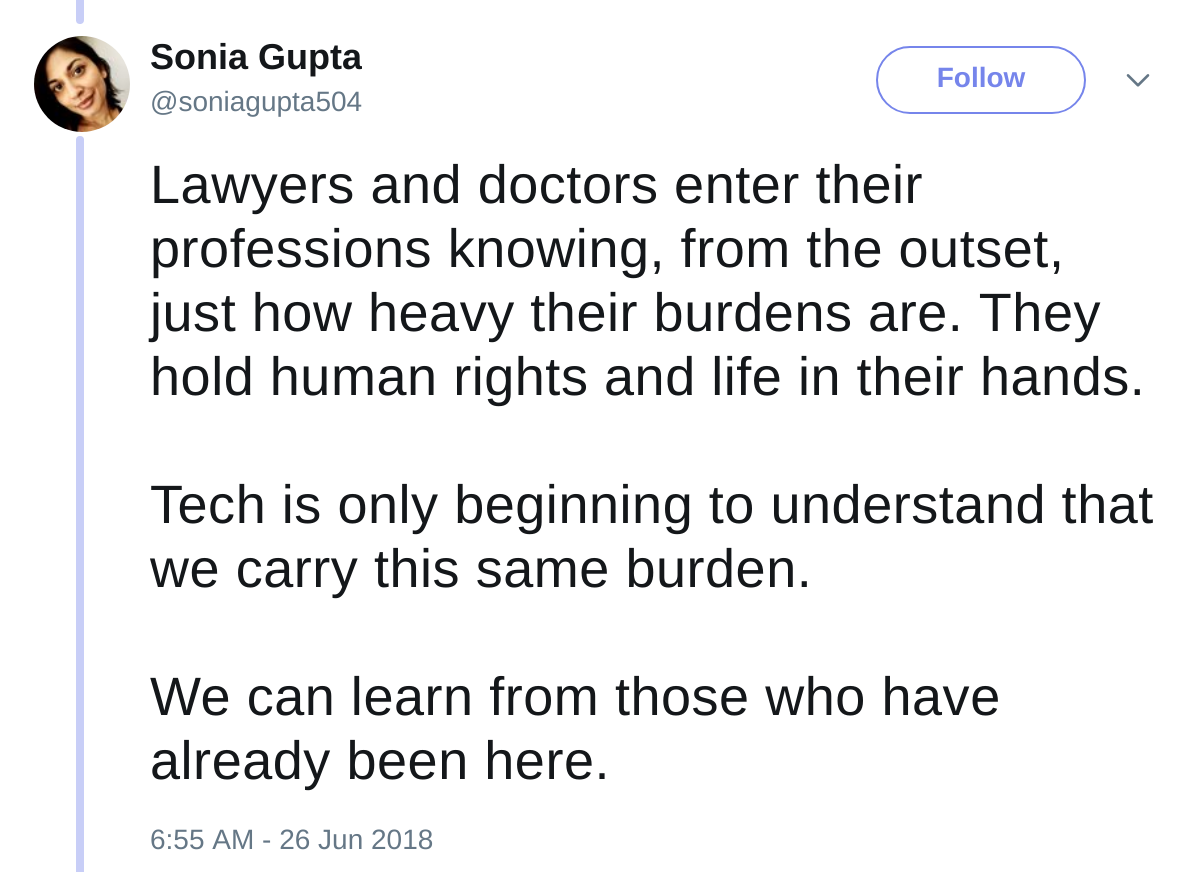 Sonia Gupta
@soniagupta504
Follow
Lawyers and doctors enter their
professions knowing, from the outset,
just how heavy their burdens are. They
hold human rights and life in their hands.
Tech is only beginning to understand that
we carry this same burden.
We can learn from those who have
already been here.
6:55 AM - 26 Jun 2018